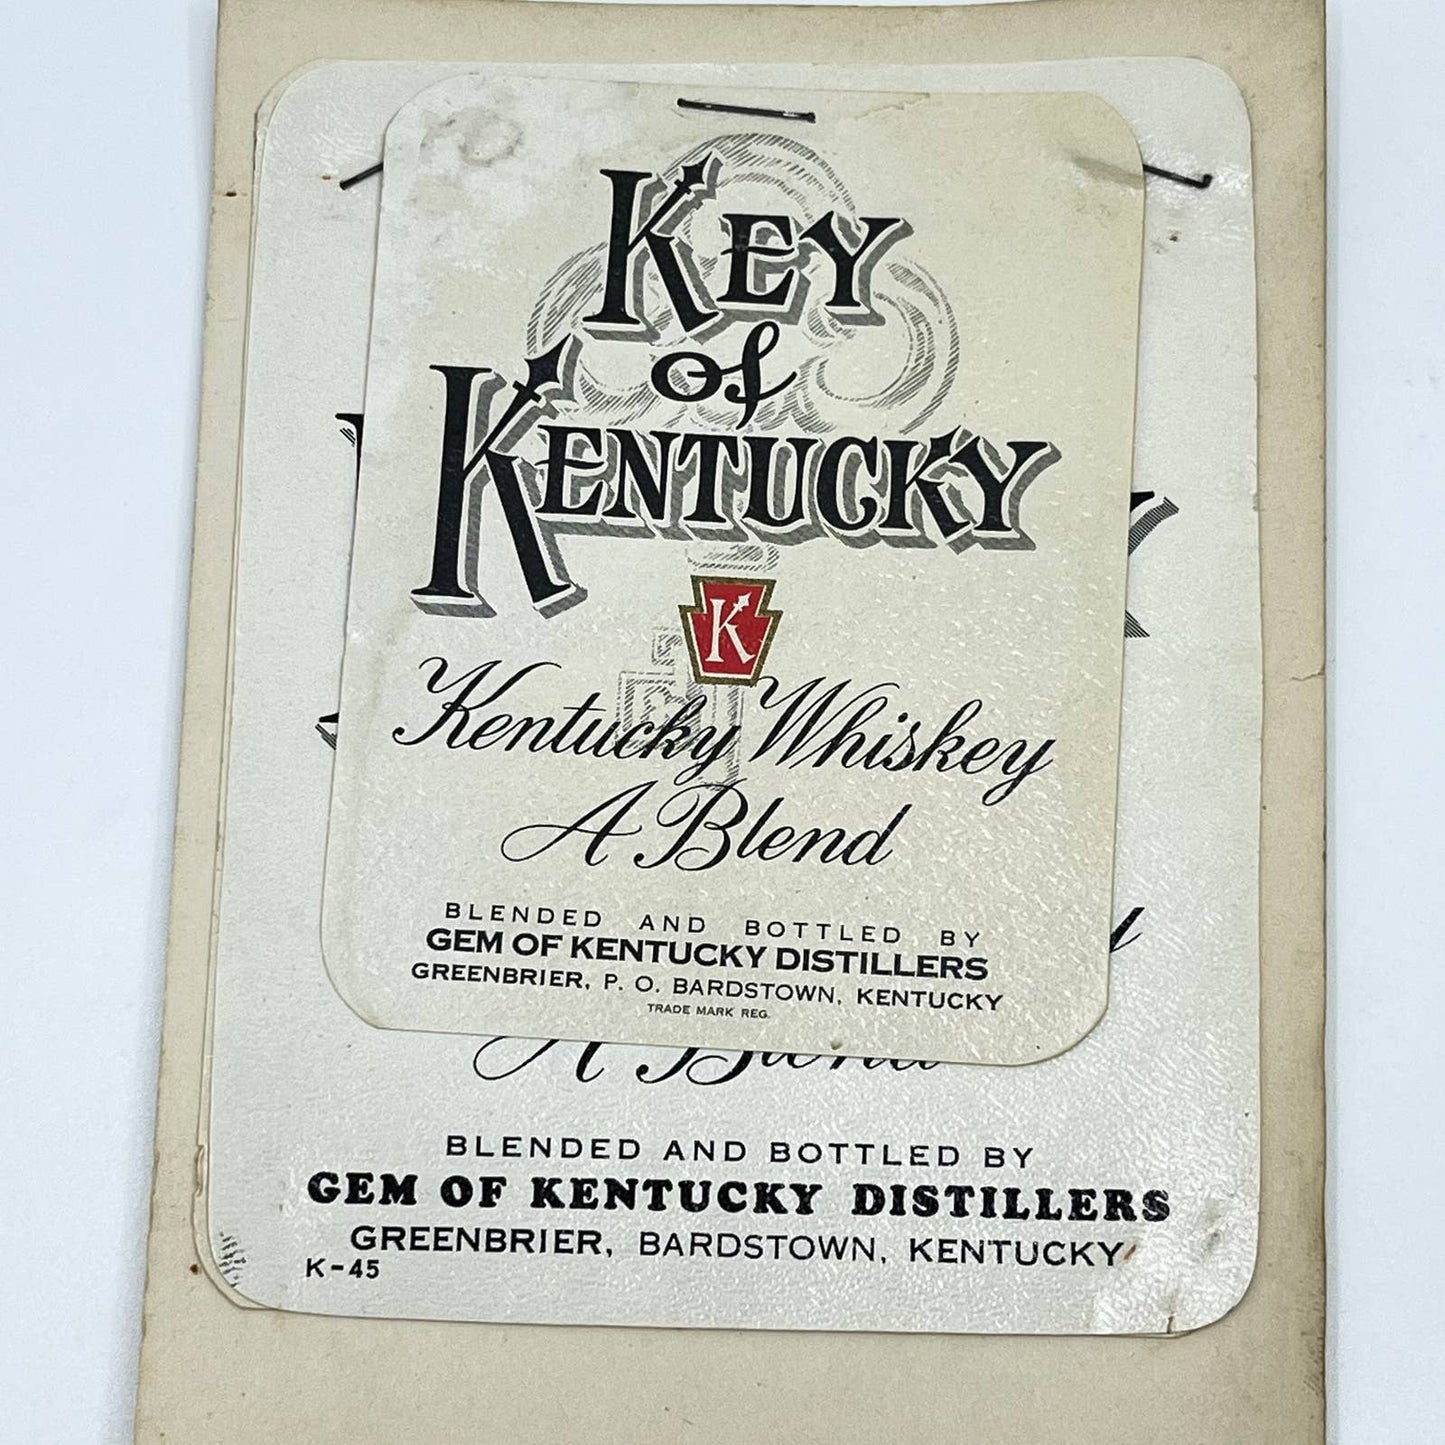 KEY
of
KENTUCKY
K
Kentucky Whiskey
A Blend
BLENDED AND BOTTLED BY
GEM OF KENTUCKY DISTILLERS
GREENBRIER, P. O. BARDSTOWN, KENTUCKY
TRADE MARK REG.
A Blend
BLENDED AND BOTTLED BY
GEM OF KENTUCKY DISTILLERS
GREENBRIER, BARDSTOWN, KENTUCKY
K-45